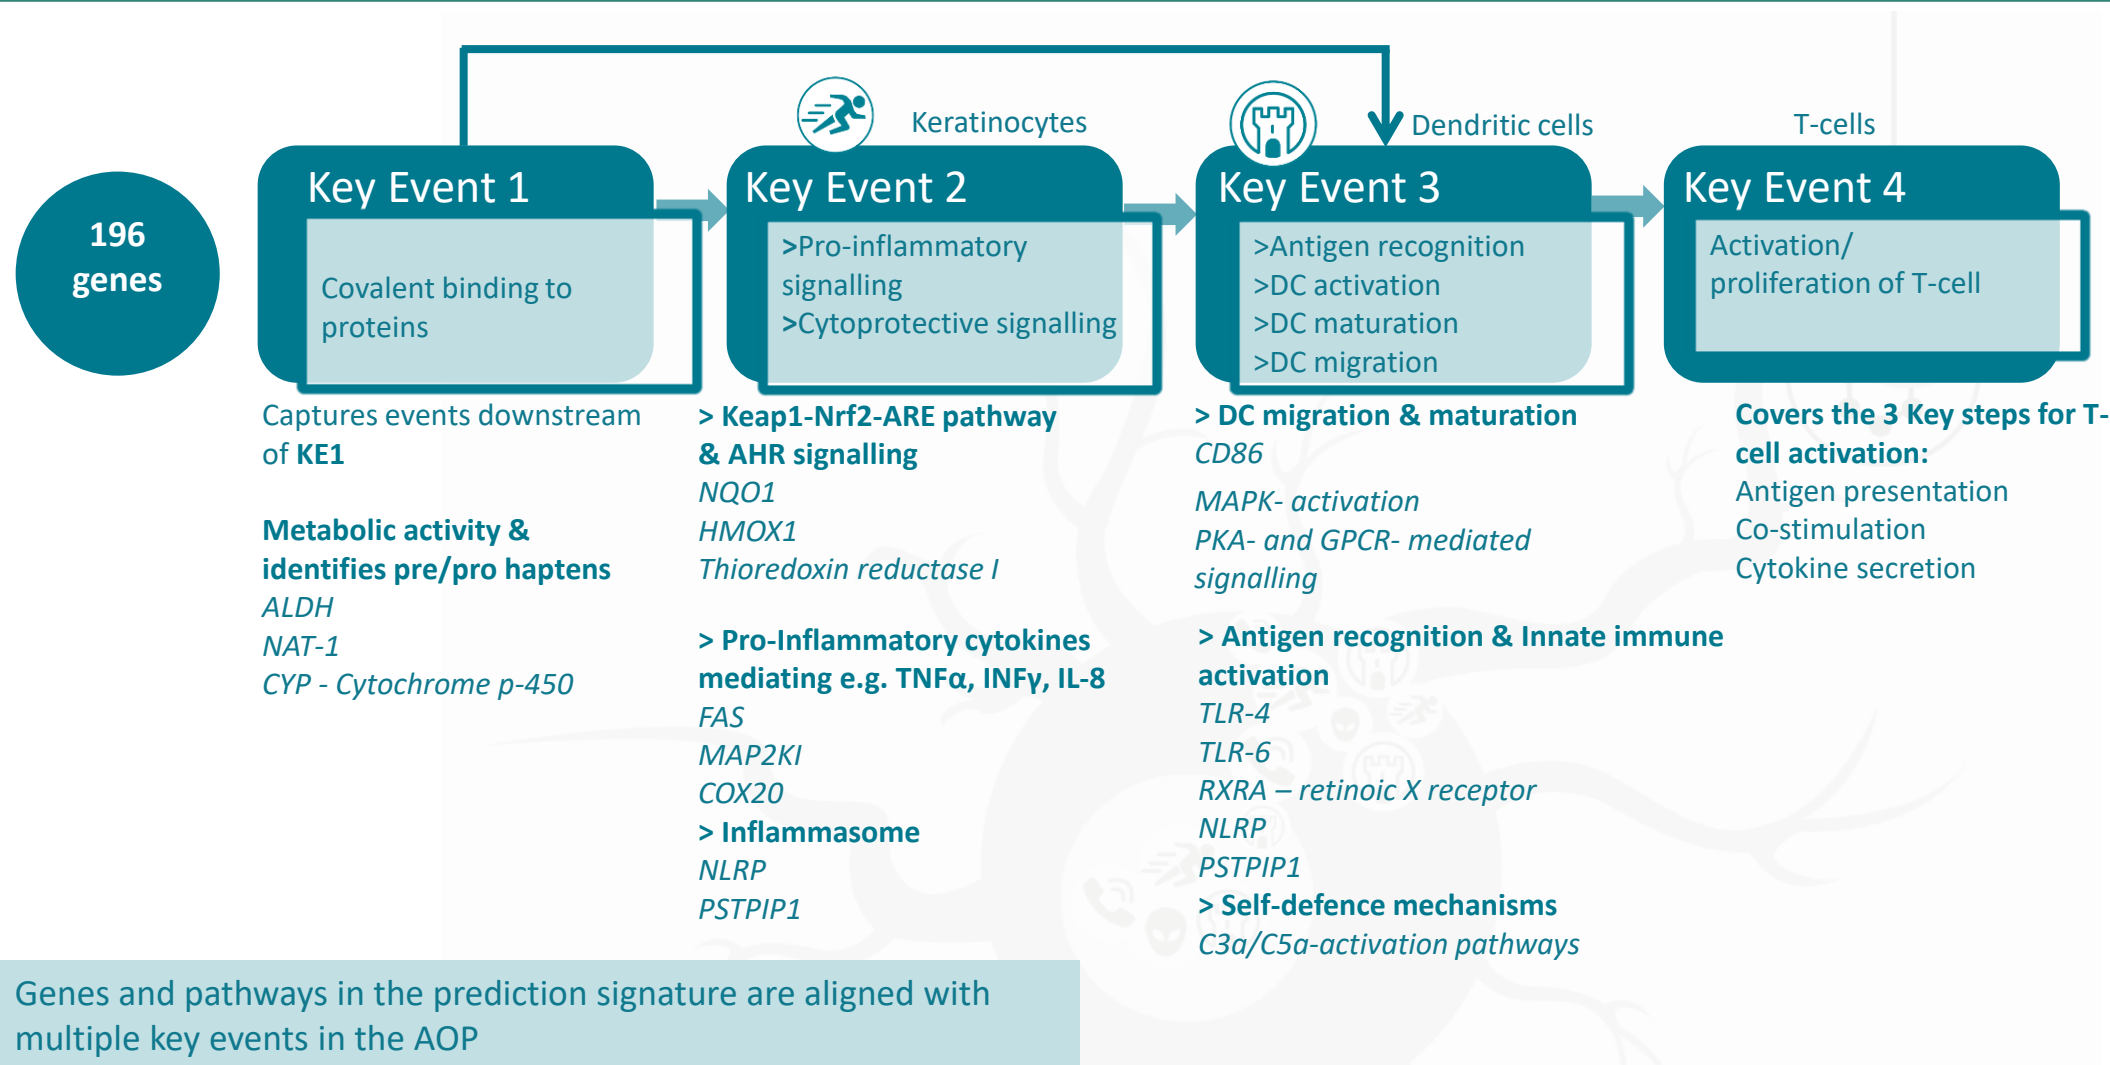 196
genes
Key Event 1
Covalent binding to
proteins
Captures events downstream
of KE1
Metabolic activity &
identifies pre/pro haptens
ALDH
NAT-1
CYP - Cytochrome p-450
Keratinocytes
Key Event 2
>Pro-inflammatory
signalling
>Cytoprotective signalling
> Keap1-Nrf2-ARE pathway
& AHR signalling
NQO1
HMOX1
Thioredoxin reductase I
> Pro-Inflammatory cytokines
mediating e.g. TNFα, INFγ, IL-8
FAS
MAP2KI
COX20
> Inflammasome
NLRP
PSTPIP1
Dendritic cells
Key Event 3
>Antigen recognition
>DC activation
>DC maturation
>DC migration
> DC migration & maturation
CD86
MAPK- activation
PKA- and GPCR- mediated
signalling
> Antigen recognition & Innate immune
activation
TLR-4
TLR-6
RXRA – retinoic X receptor
NLRP
PSTPIP1
> Self-defence mechanisms
C3a/C5a-activation pathways
T-cells
Key Event 4
Activation/
proliferation of T-cell
Covers the 3 Key steps for T-
cell activation:
Antigen presentation
Co-stimulation
Cytokine secretion
Genes and pathways in the prediction signature are aligned with
multiple key events in the AOP